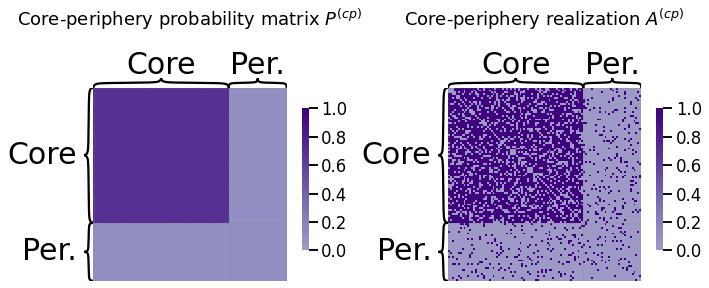 Core-periphery probability matrix $P^{(cp)}$
Core Per.
Core
Per.
1.0
0.8
0.6
0.4
0.2
0.0
Core-periphery realization $A^{(cp)}$
Core Per.
Core
Per.
1.0
0.8
0.6
0.4
0.2
0.0